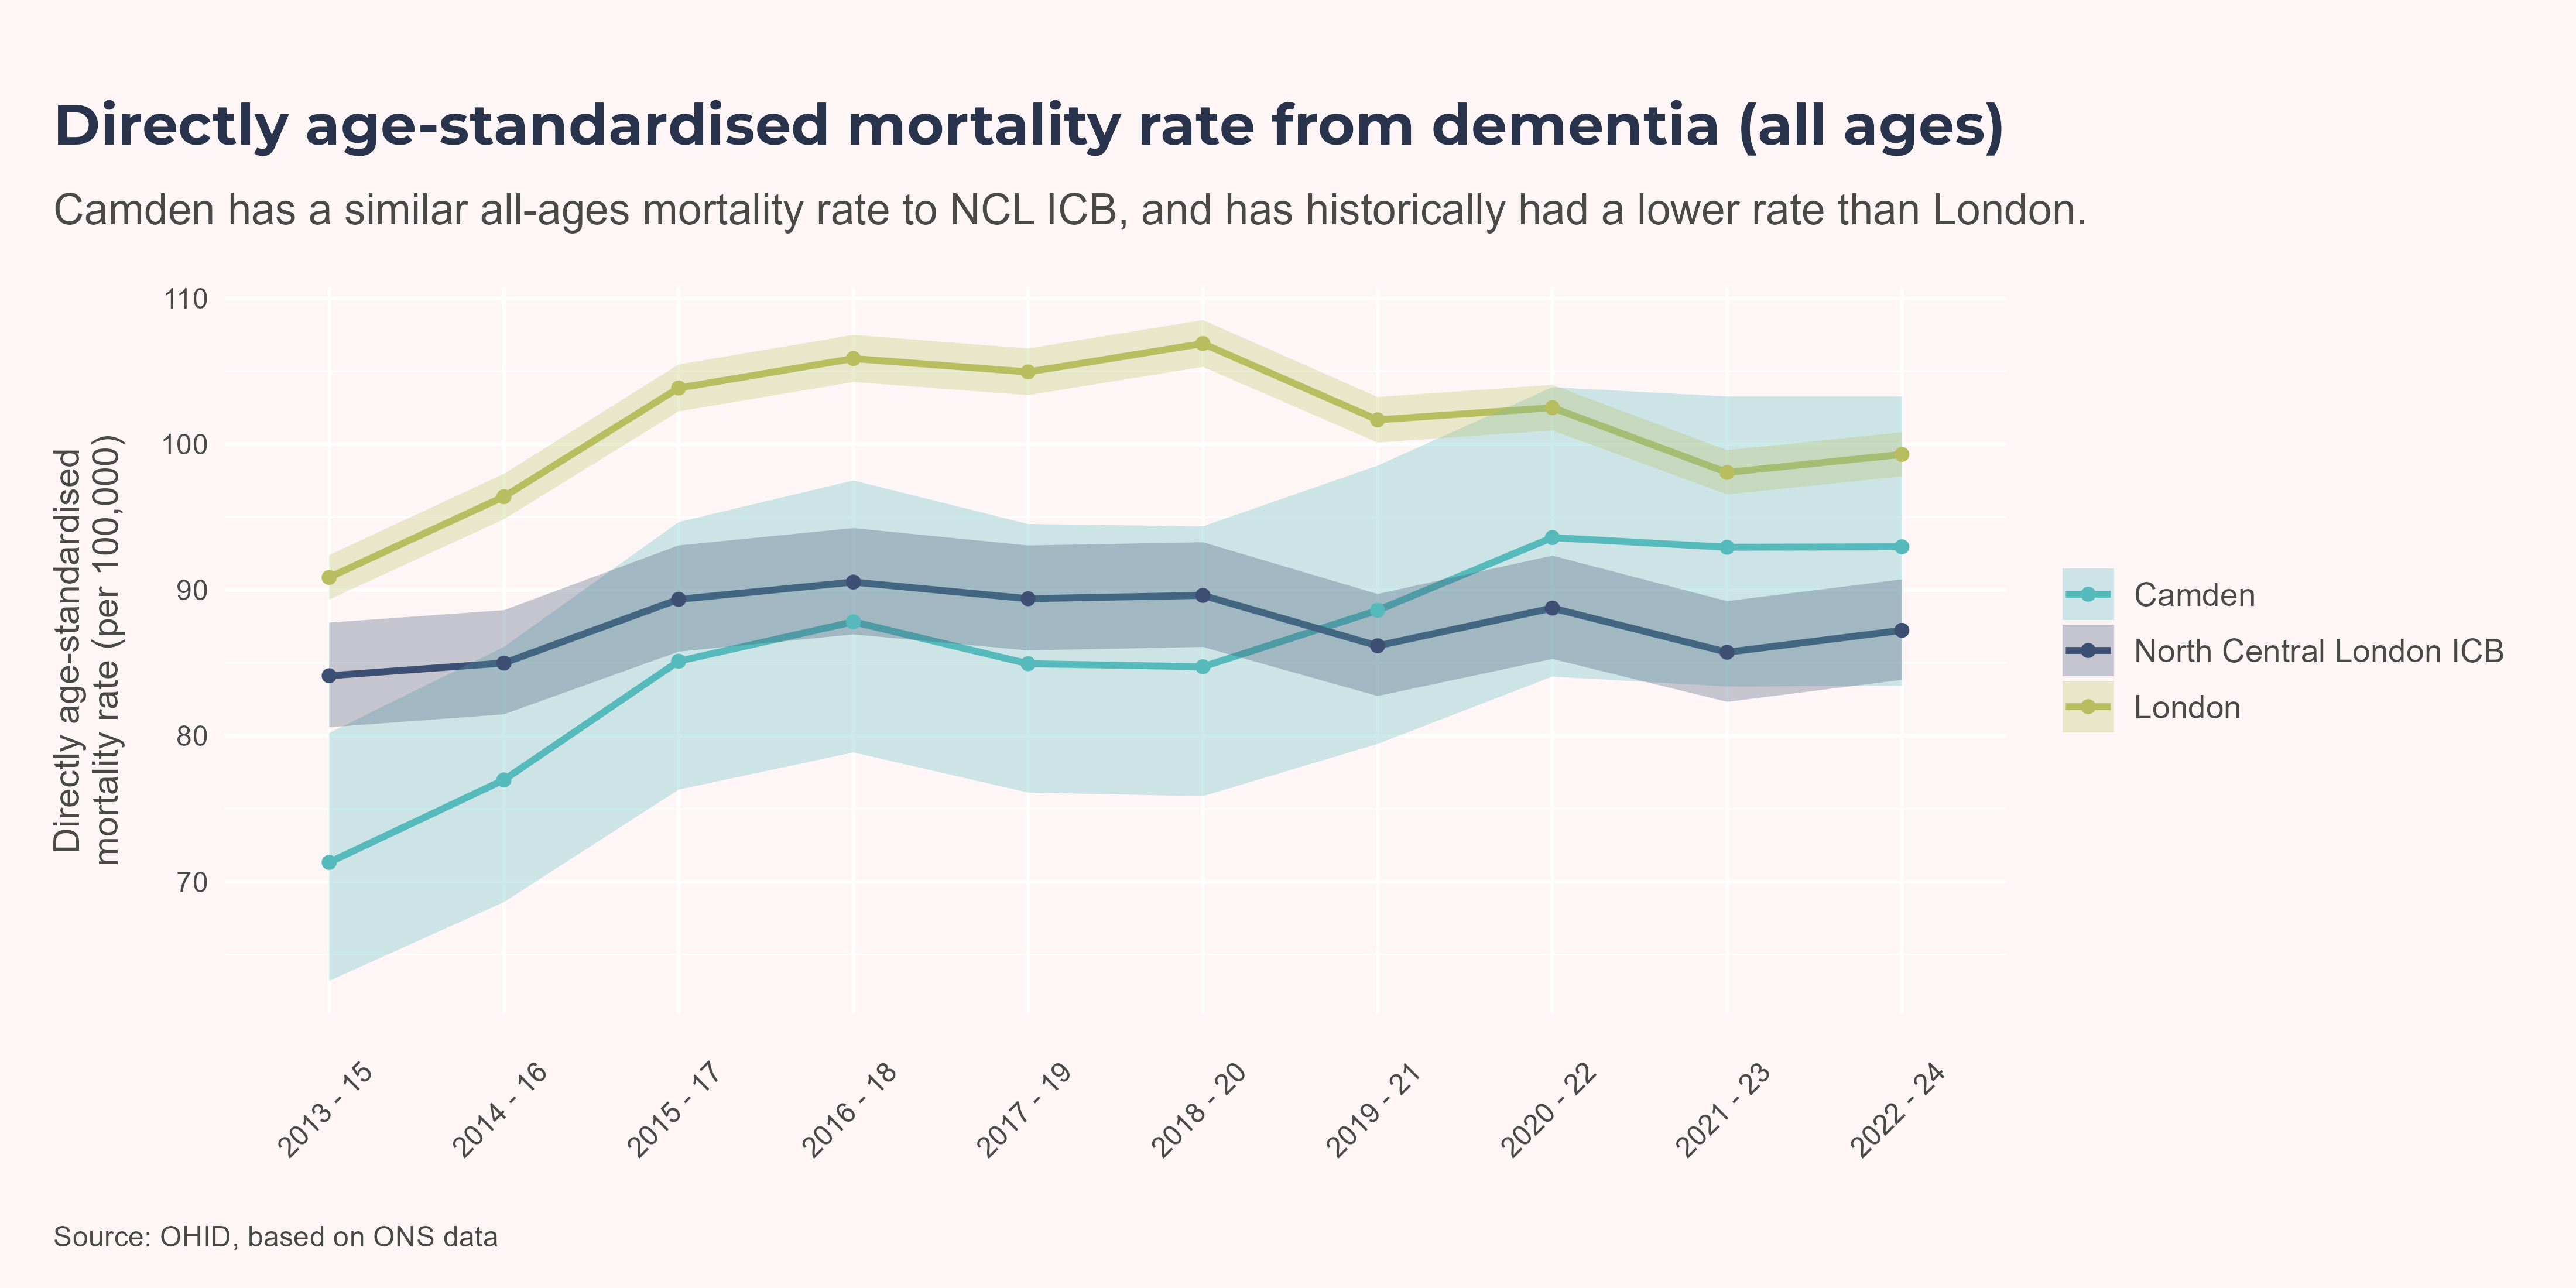 Directly age-standardised mortality rate from dementia (all ages)
Camden has a similar all-ages mortality rate to NCL ICB, and has historically had a lower rate than London.
Directly age-standardised
mortality rate (per 100,000)
110
100
90
80
70
2013 - 15
2014 - 16
2015 - 17
2016 - 18
2017 - 19
2018 - 20
2019 - 21
2020 - 22
2021 - 23
2022 - 24
Camden
North Central London ICB
London
Source: OHID, based on ONS data